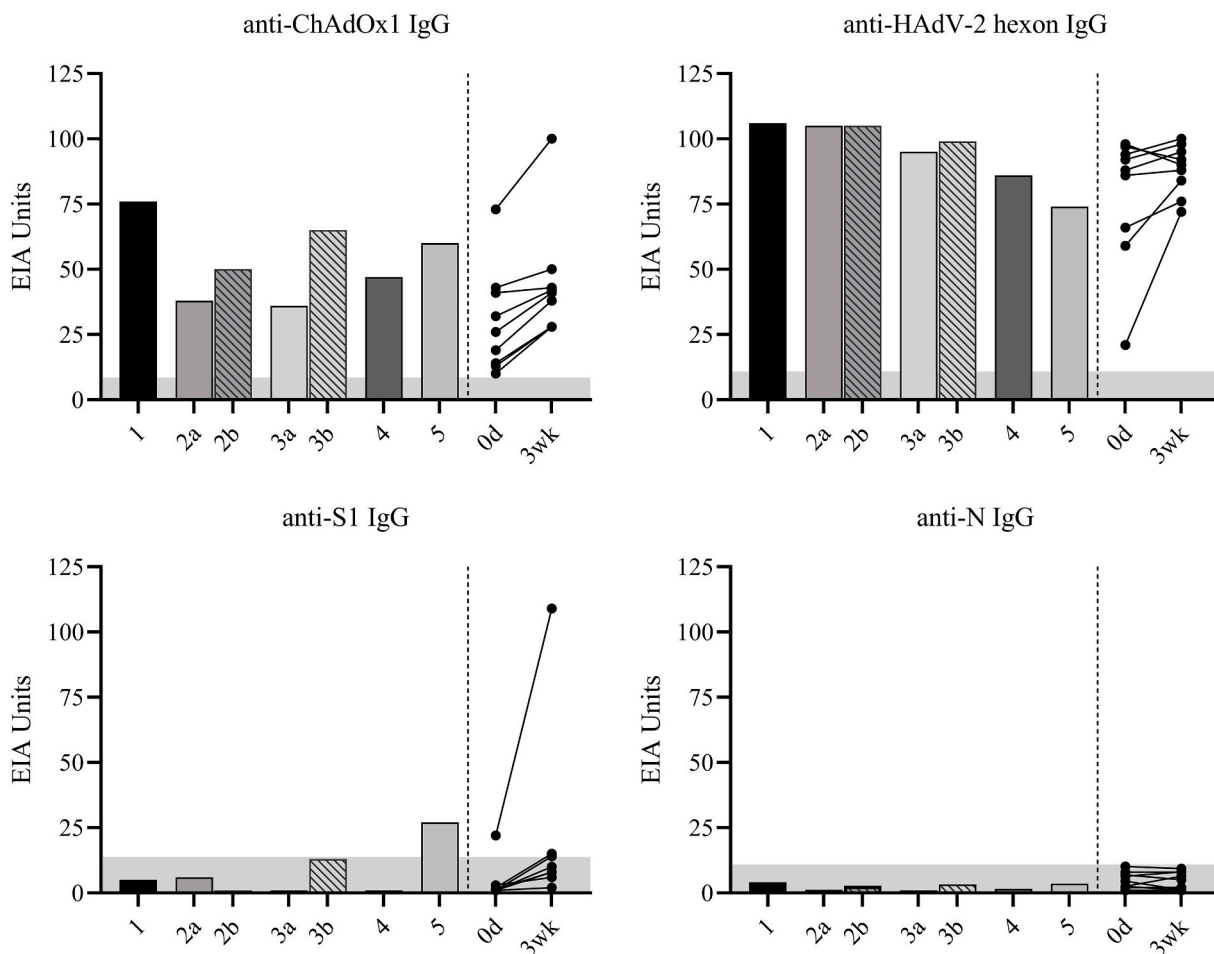 anti-ChAdOx1 IgG
EIA Units
125
100
75
50
25
0
1 2a 2b 3a 3b 4 5 0d 3wk
anti-HAdV-2 hexon IgG
EIA Units
125
100
75
50
25
0
1 2a 2b 3a 3b 4 5 0d 3wk
anti-S1 IgG
EIA Units
125
100
75
50
25
0
1 2a 2b 3a 3b 4 5 0d 3wk
anti-N IgG
EIA Units
125
100
75
50
25
0
1 2a 2b 3a 3b 4 5 0d 3wk